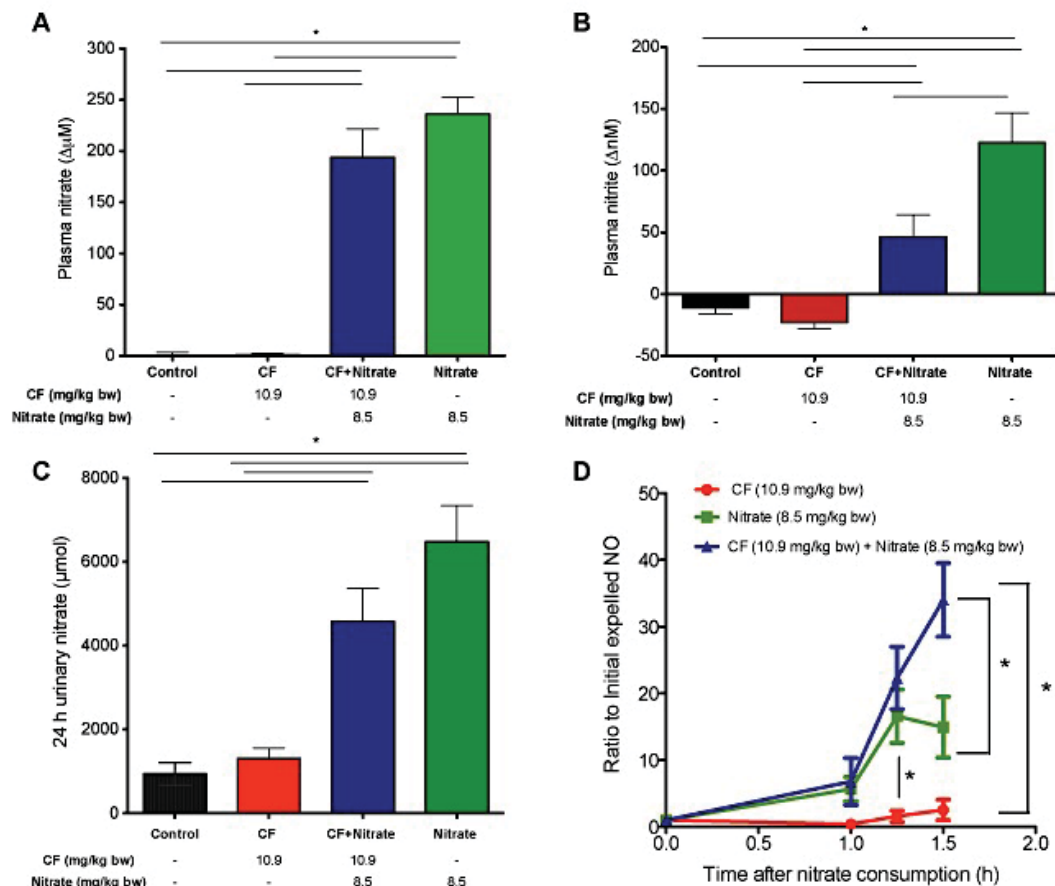 A
*
300
250
200
150
100
50
0
Plasma nitrate (ΔµM)
Control CF CF+Nitrate Nitrate
CF (mg/kg bw) - 10.9 10.9 -
Nitrate (mg/kg bw) - - 8.5 8.5
B
*
200
150
100
50
0
-50
Plasma nitrite (ΔnM)
Control CF CF+Nitrate Nitrate
CF (mg/kg bw) - 10.9 10.9 -
Nitrate (mg/kg bw) - - 8.5 8.5
C
*
8000
6000
4000
2000
0
24 h urinary nitrate (µmol)
Control CF CF+Nitrate Nitrate
CF (mg/kg bw) - 10.9 10.9 -
Nitrate (mg/kg bw) - - 8.5 8.5
D
50
40
30
20
10
0
Ratio to Initial expelled NO
CF (10.9 mg/kg bw)
Nitrate (8.5 mg/kg bw)
CF (10.9 mg/kg bw) + Nitrate (8.5 mg/kg bw)
*
*
*
0.0 0.5 1.0 1.5 2.0
Time after nitrate consumption (h)